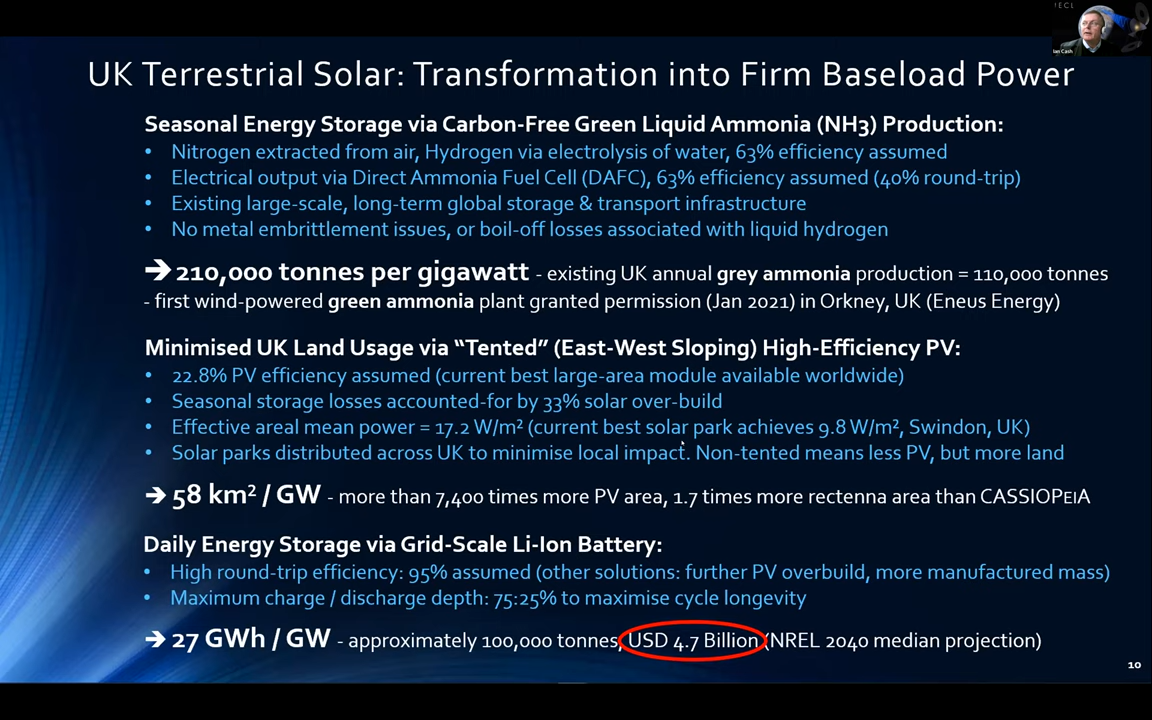 IECL
Ian Cash
UK Terrestrial Solar: Transformation into Firm Baseload Power
Seasonal Energy Storage via Carbon-Free Green Liquid Ammonia (NH3) Production:
• Nitrogen extracted from air, Hydrogen via electrolysis of water, 63% efficiency assumed
• Electrical output via Direct Ammonia Fuel Cell (DAFC), 63% efficiency assumed (40% round-trip)
• Existing large-scale, long-term global storage & transport infrastructure
• No metal embrittlement issues, or boil-off losses associated with liquid hydrogen
➔ 210,000 tonnes per gigawatt - existing UK annual grey ammonia production = 110,000 tonnes
- first wind-powered green ammonia plant granted permission (Jan 2021) in Orkney, UK (Eneus Energy)
Minimised UK Land Usage via “Tented” (East-West Sloping) High-Efficiency PV:
• 22.8% PV efficiency assumed (current best large-area module available worldwide)
• Seasonal storage losses accounted-for by 33% solar over-build
• Effective areal mean power = 17.2 W/m² (current best solar park achieves 9.8 W/m², Swindon, UK)
• Solar parks distributed across UK to minimise local impact. Non-tented means less PV, but more land
➔ 58 km² / GW - more than 7,400 times more PV area, 1.7 times more rectenna area than CASSIOPEIA
Daily Energy Storage via Grid-Scale Li-Ion Battery:
• High round-trip efficiency: 95% assumed (other solutions: further PV overbuild, more manufactured mass)
• Maximum charge / discharge depth: 75:25% to maximise cycle longevity
➔ 27 GWh / GW - approximately 100,000 tonnes, USD 4.7 Billion (NREL 2040 median projection)
10